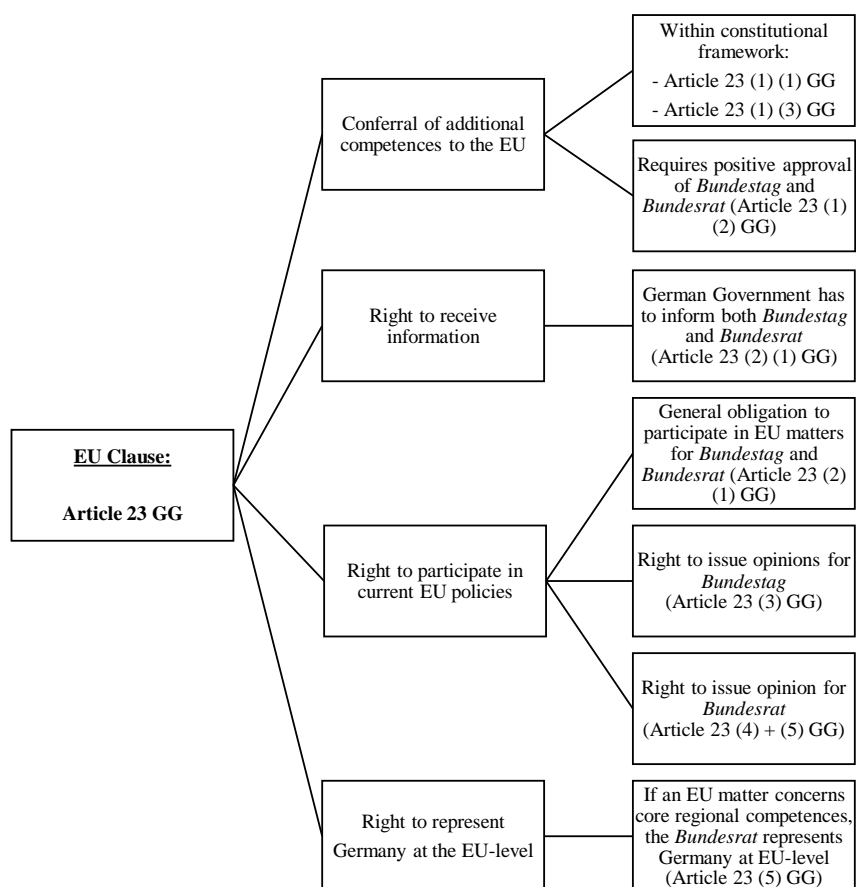 EU Clause:
Article 23 GG
Conferral of additional
competences to the EU
Within constitutional
framework:
- Article 23 (1) (1) GG
- Article 23 (1) (3) GG
Requires positive approval
of Bundestag and
Bundesrat (Article 23 (1)
(2) GG)
Right to receive
information
German Government has
to inform both Bundestag
and Bundesrat
(Article 23 (2) (1) GG)
Right to participate in
current EU policies
General obligation to
participate in EU matters
for Bundestag and
Bundesrat (Article 23 (2)
(1) GG)
Right to issue opinions for
Bundestag
(Article 23 (3) GG)
Right to issue opinion for
Bundesrat
(Article 23 (4) + (5) GG)
Right to represent
Germany at the EU-level
If an EU matter concerns
core regional competences,
the Bundesrat represents
Germany at EU-level
(Article 23 (5) GG)